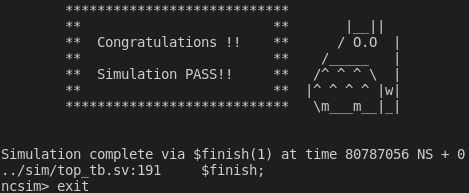 ****************************
**                        **        |__||
**  Congratulations !!    **       / O.O  |
**                        **     /_____   |
**  Simulation PASS!!     **    /^ ^ ^ \  |
**                        **   |^ ^ ^ ^ |w|
****************************    \m___m__|_|
Simulation complete via $finish(1) at time 80787056 NS + 0
../sim/top_tb.sv:191     $finish;
ncsim> exit